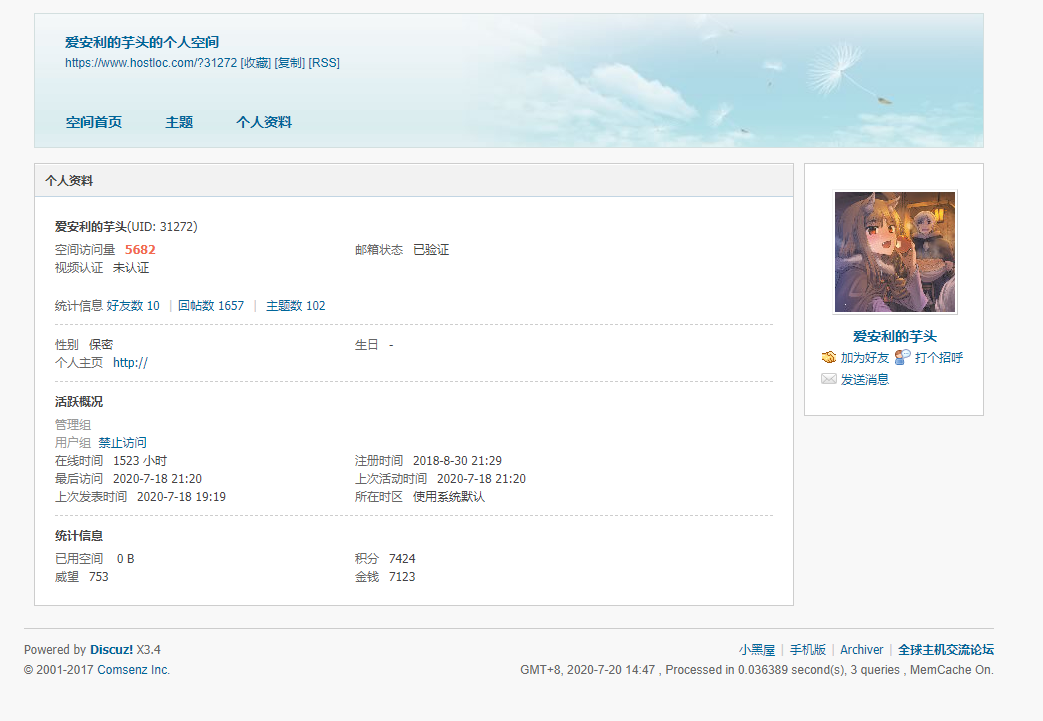 爱安利的芋头的个人空间
https://www.hostloc.com/?31272 [收藏] [复制] [RSS]
空间首页 主题 个人资料
个人资料
爱安利的芋头(UID: 31272)
空间访问量 5682 邮箱状态 已验证
视频认证 未认证
统计信息 好友数 10 | 回帖数 1657 | 主题数 102
性别 保密 生日 -
个人主页 http://
活跃概况
管理组
用户组 禁止访问
在线时间 1523 小时 注册时间 2018-8-30 21:29
最后访问 2020-7-18 21:20 上次活动时间 2020-7-18 21:20
上次发表时间 2020-7-18 19:19 所在时区 使用系统默认
统计信息
已用空间 0 B 积分 7424
威望 753 金钱 7123
爱安利的芋头
加为好友 打个招呼
发送消息
Powered by Discuz! X3.4 小黑屋 | 手机版 | Archiver | 全球主机交流论坛
© 2001-2017 Comsenz Inc. GMT+8, 2020-7-20 14:47 , Processed in 0.036389 second(s), 3 queries , MemCache On.